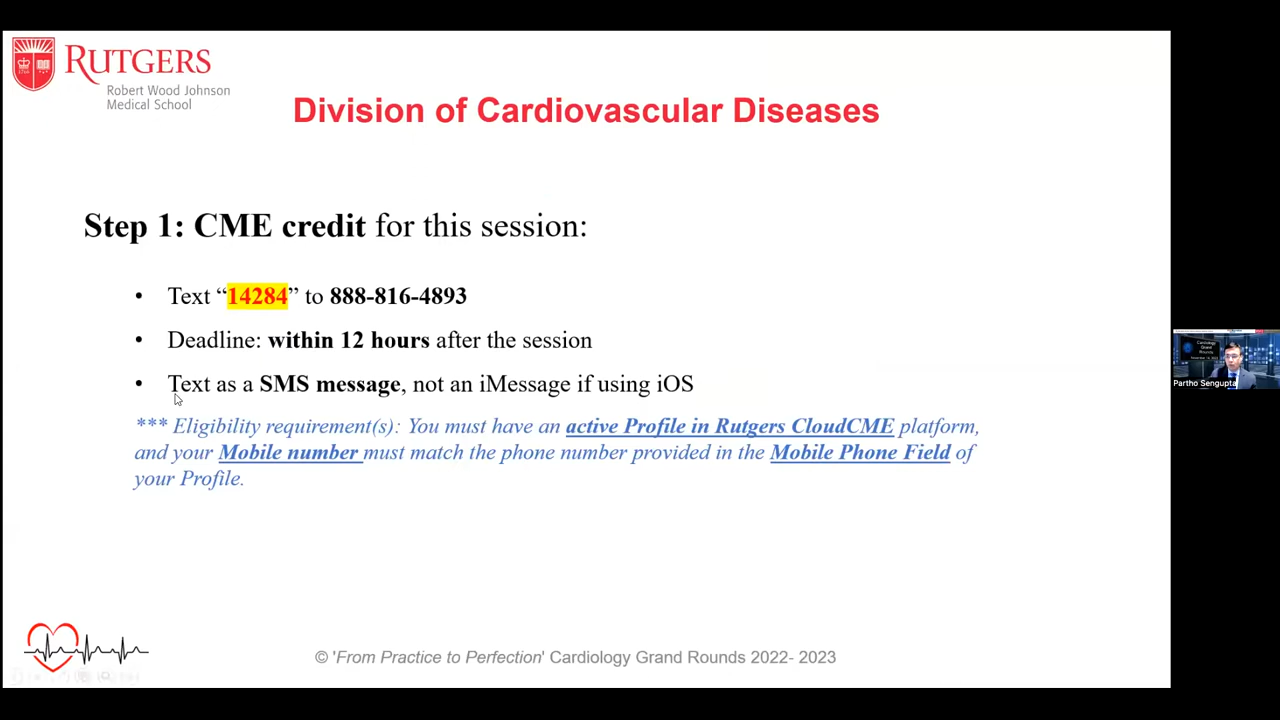 RUTGERS
Robert Wood Johnson
Medical School
Division of Cardiovascular Diseases
Step 1: CME credit for this session:
• Text “14284” to 888-816-4893
• Deadline: within 12 hours after the session
• Text as a SMS message, not an iMessage if using iOS
*** Eligibility requirement(s): You must have an active Profile in Rutgers CloudCME platform,
and your Mobile number must match the phone number provided in the Mobile Phone Field of
your Profile.
© 'From Practice to Perfection' Cardiology Grand Rounds 2022- 2023
Cardiology
Grand
Rounds
Partho Sengupta